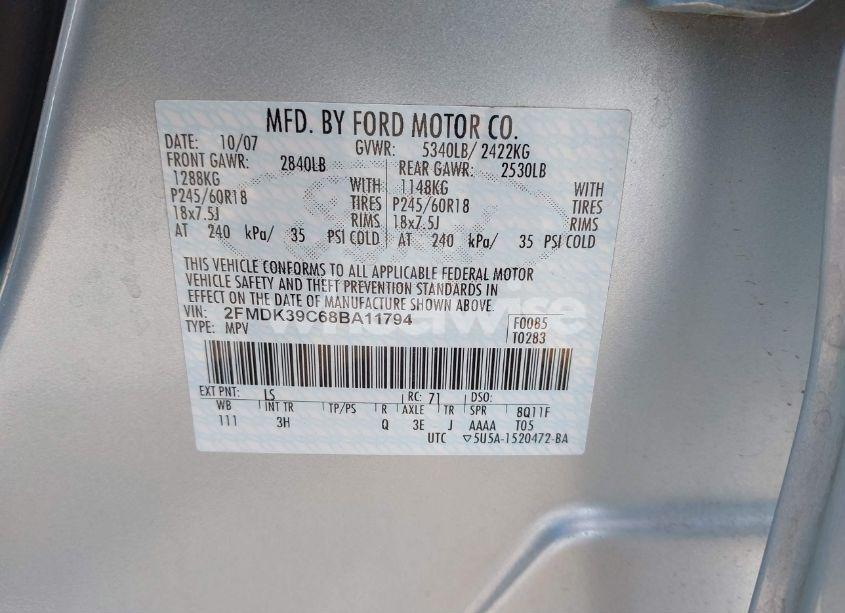 MFD. BY FORD MOTOR CO.
DATE: 10/07 GVWR: 5340LB/ 2422KG
FRONT GAWR: 2840LB REAR GAWR: 2530LB
1288KG WITH 1148KG WITH
P245/60R18 TIRES P245/60R18 TIRES
18x7.5J RIMS 18x7.5J RIMS
AT 240 kPa/ 35 PSI COLD AT 240 kPa/ 35 PSI COLD
THIS VEHICLE CONFORMS TO ALL APPLICABLE FEDERAL MOTOR
VEHICLE SAFETY AND THEFT PREVENTION STANDARDS IN
EFFECT ON THE DATE OF MANUFACTURE SHOWN ABOVE.
VIN: 2FMDK39C68BA11794 F0085
TYPE: MPV T0283
EXT PNT: LS RC: 71 DSO:
WB INT TR TP/PS R AXLE TR SPR 8Q11F
111 3H Q 3E J AAAA T05
UTC ▽5U5A-1520472-BA